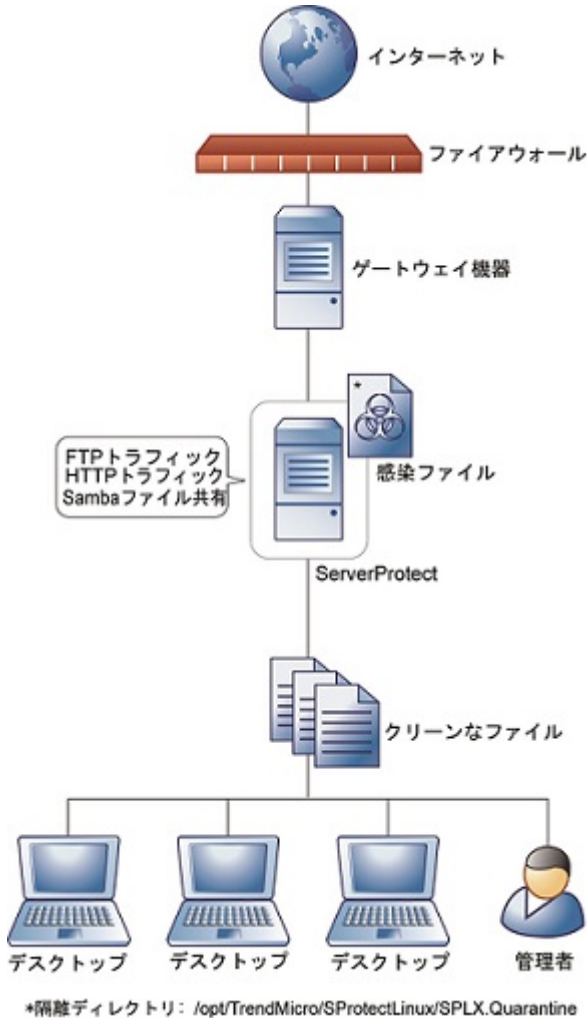 インターネット
ファイアウォール
ゲートウェイ機器
*
FTPトラフィック
HTTPトラフィック
Sambaファイル共有
感染ファイル
ServerProtect
クリーンなファイル
デスクトップ
デスクトップ
デスクトップ
管理者
*隔離ディレクトリ: /opt/TrendMicro/SProtectLinux/SPLX.Quarantine